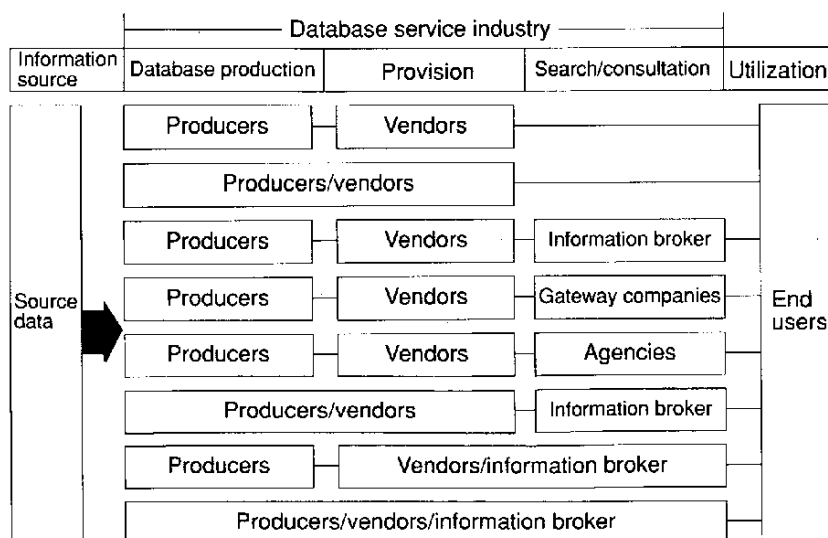 Database service industry
Information source
Database production
Provision
Search/consultation
Utilization
Producers
Vendors
Producers/vendors
Producers
Vendors
Information broker
Source data
Producers
Vendors
Gateway companies
End users
Producers
Vendors
Agencies
Producers/vendors
Information broker
Producers
Vendors/information broker
Producers/vendors/information broker